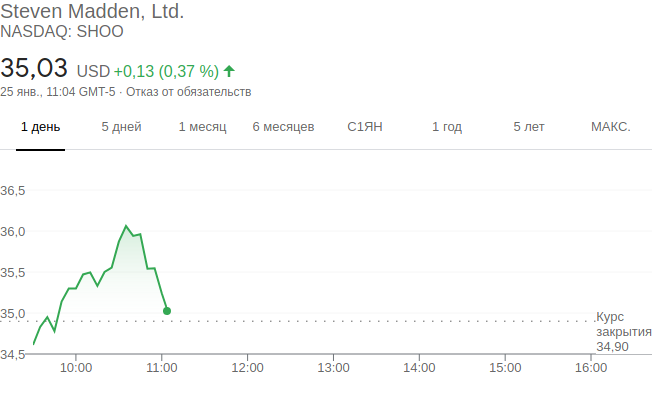 Steven Madden, Ltd.
NASDAQ: SHOO
35,03 USD +0,13 (0,37 %)
25 янв., 11:04 GMT-5 · Отказ от обязательств
1 день 5 дней 1 месяц 6 месяцев С1ЯН 1 год 5 лет МАКС.
36,5
36,0
35,5
35,0
Курс
закрытия
34,90
34,5
10:00 11:00 12:00 13:00 14:00 15:00 16:00